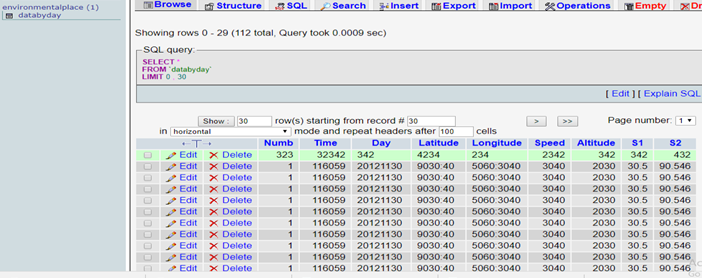 environmentalplace (1)
databyday
Browse Structure SQL Search Insert Export Import Operations Empty
Showing rows 0 - 29 (112 total, Query took 0.0009 sec)
SQL query:
SELECT *
FROM `databyday`
LIMIT 0 , 30
[ Edit ] [ Explain SQL
Show : 30 row(s) starting from record # 30 > >> Page number: 1
in horizontal mode and repeat headers after 100 cells
←T→ Numb Time Day Latitude Longitude Speed Altitude S1 S2
Edit Delete 323 32342 342 4234 234 2342 342 342 432
Edit Delete 1 116059 20121130 9030:40 5060:3040 3040 2030 30.5 90.546
Edit Delete 1 116059 20121130 9030:40 5060:3040 3040 2030 30.5 90.546
Edit Delete 1 116059 20121130 9030:40 5060:3040 3040 2030 30.5 90.546
Edit Delete 1 116059 20121130 9030:40 5060:3040 3040 2030 30.5 90.546
Edit Delete 1 116059 20121130 9030:40 5060:3040 3040 2030 30.5 90.546
Edit Delete 1 116059 20121130 9030:40 5060:3040 3040 2030 30.5 90.546
Edit Delete 1 116059 20121130 9030:40 5060:3040 3040 2030 30.5 90.546
Edit Delete 1 116059 20121130 9030:40 5060:3040 3040 2030 30.5 90.546
Edit Delete 1 116059 20121130 9030:40 5060:3040 3040 2030 30.5 90.546
Edit Delete 1 116059 20121130 9030:40 5060:3040 3040 2030 30.5 90.546